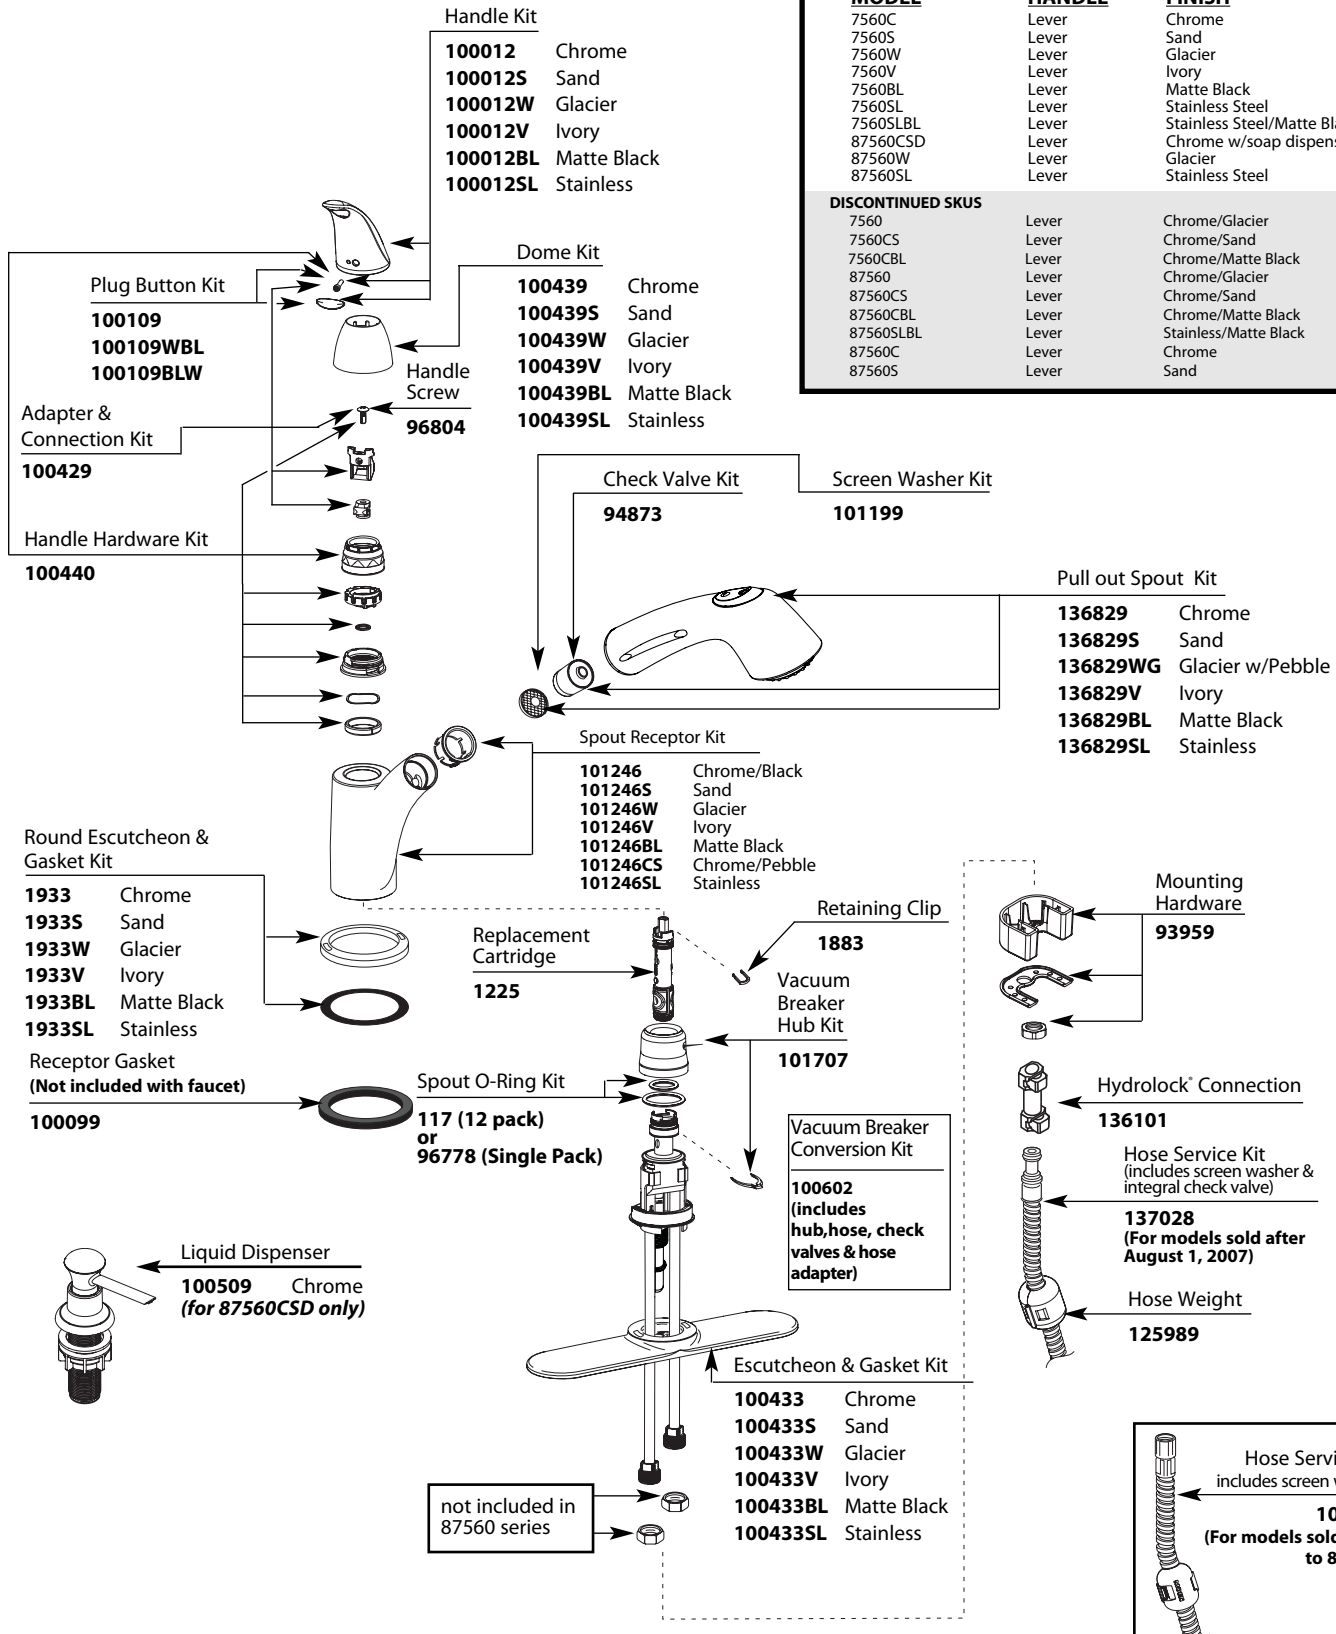 Handle Kit
100012 Chrome
100012S Sand
100012W Glacier
100012V Ivory
100012BL Matte Black
100012SL Stainless
MODEL HANDLE FINISH
7560C Lever Chrome
7560S Lever Sand
7560W Lever Glacier
7560V Lever Ivory
7560BL Lever Matte Black
7560SL Lever Stainless Steel
7560SLBL Lever Stainless Steel/Matte
87560CSD Lever Chrome w/soap
87560W Lever Glacier
87560SL Lever Stainless Steel
DISCONTINUED SKUS
7560 Lever Chrome/Glacier
7560CS Lever Chrome/Sand
7560CBL Lever Chrome/Matte Black
87560 Lever Chrome/Glacier
87560CS Lever Chrome/Sand
87560CBL Lever Chrome/Matte Black
87560SLBL Lever Stainless/Matte Black
87560C Lever Chrome
87560S Lever Sand
Plug Button Kit
100109
100109WBL
100109BLW
Dome Kit
100439 Chrome
100439S Sand
100439W Glacier
100439V Ivory
100439BL Matte Black
100439SL Stainless
Handle
Screw
96804
Adapter &
Connection Kit
100429
Handle Hardware Kit
100440
Check Valve Kit
94873
Screen Washer Kit
101199
Pull out Spout Kit
136829 Chrome
136829S Sand
136829WG Glacier w/Pebble
136829V Ivory
136829BL Matte Black
136829SL Stainless
Spout Receptor Kit
101246 Chrome/Black
101246S Sand
101246W Glacier
101246V Ivory
101246BL Matte Black
101246CS Chrome/Pebble
101246SL Stainless
Round Escutcheon &
Gasket Kit
1933 Chrome
1933S Sand
1933W Glacier
1933V Ivory
1933BL Matte Black
1933SL Stainless
Receptor Gasket
(Not included with faucet)
100099
Replacement
Cartridge
1225
Retaining Clip
1883
Vacuum
Breaker
Hub Kit
101707
Mounting
Hardware
93959
Spout O-Ring Kit
117 (12 pack)
or
96778 (Single Pack)
Vacuum Breaker
Conversion Kit
100602
(includes
hub,hose, check
valves & hose
adapter)
Hydrolock® Connection
136101
Hose Service Kit
(includes screen washer &
integral check valve)
137028
(For models sold after
August 1, 2007)
Hose Weight
125989
Liquid Dispenser
100509 Chrome
(for 87560CSD only)
Escutcheon & Gasket Kit
100433 Chrome
100433S Sand
100433W Glacier
100433V Ivory
100433BL Matte Black
100433SL Stainless
not included in
87560 series
Hose
includes screen
(For models
to